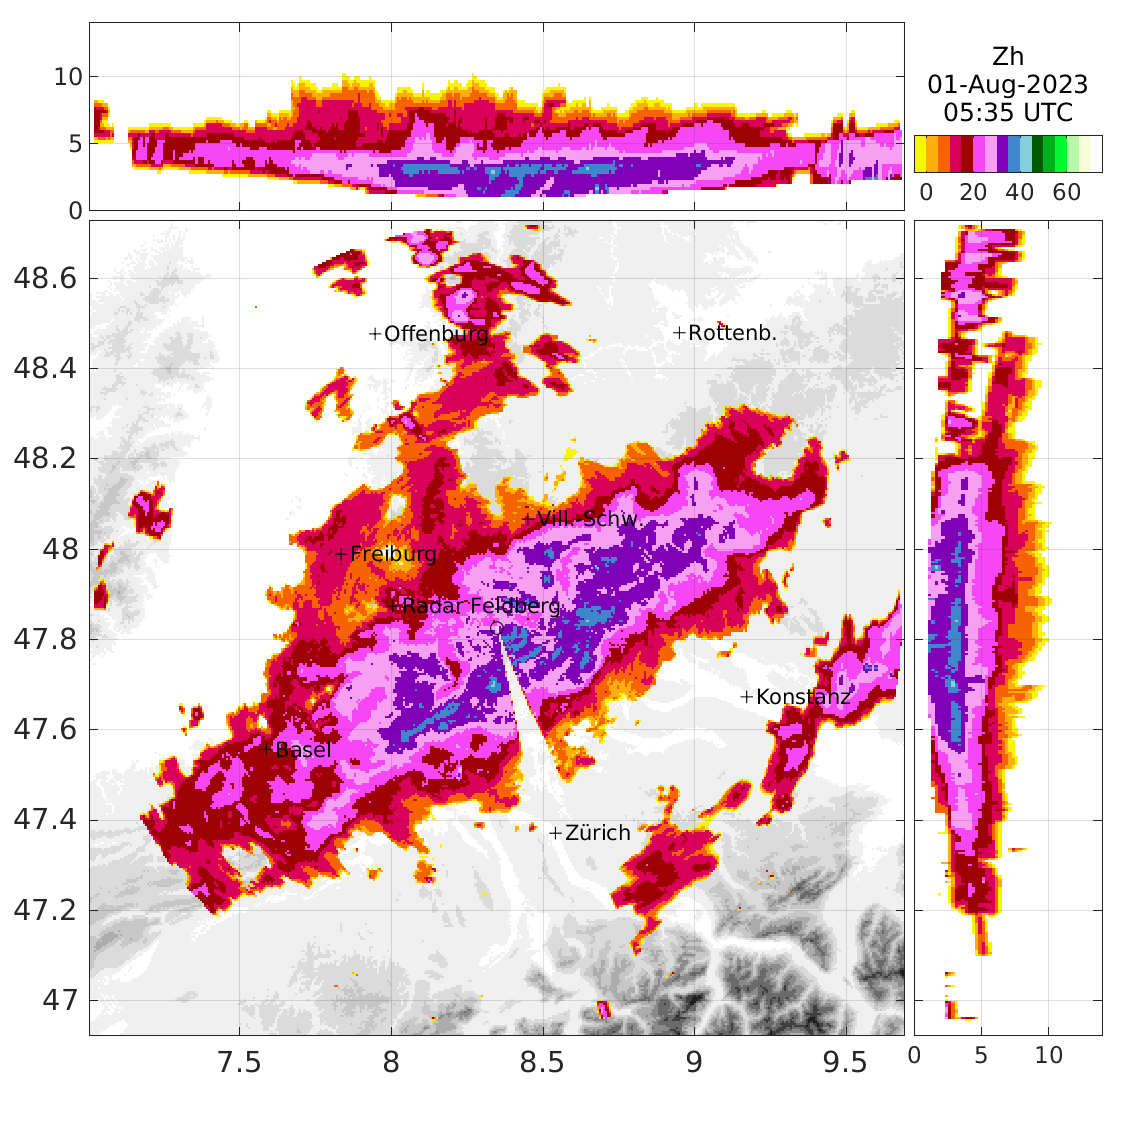 10
5
0
Zh
01-Aug-2023
05:35 UTC
0 20 40 60
48.6
48.4
48.2
48
47.8
47.6
47.4
47.2
47
+Offenburg
+Rottenb.
+Vill.-Schw.
+Freiburg
+Radar Feldberg
+Konstanz
+Basel
+Zürich
7.5 8 8.5 9 9.5
0 5 10